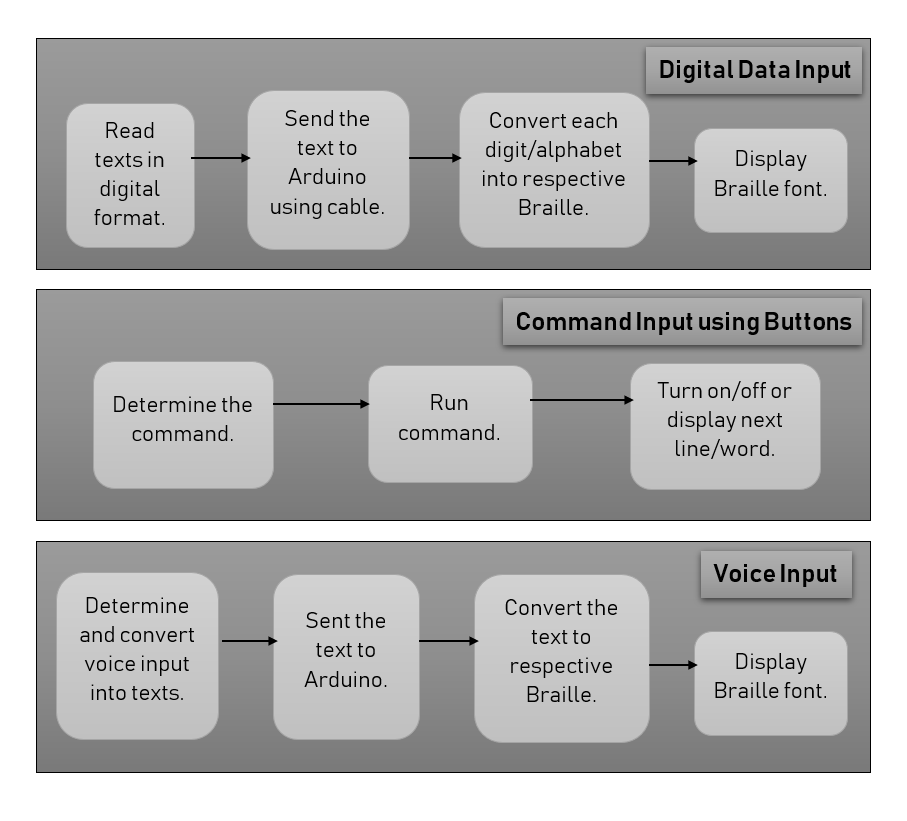 Digital Data Input
Read
texts in
digital
format.
Send the
text to
Arduino
using cable.
Convert each
digit/alphabet
into respective
Braille.
Display
Braille font.
Command Input using Buttons
Determine the
command.
Run
command.
Turn on/off or
display next
line/word.
Voice Input
Determine
and convert
voice input
into texts.
Sent the
text to
Arduino.
Convert the
text to
respective
Braille.
Display
Braille font.